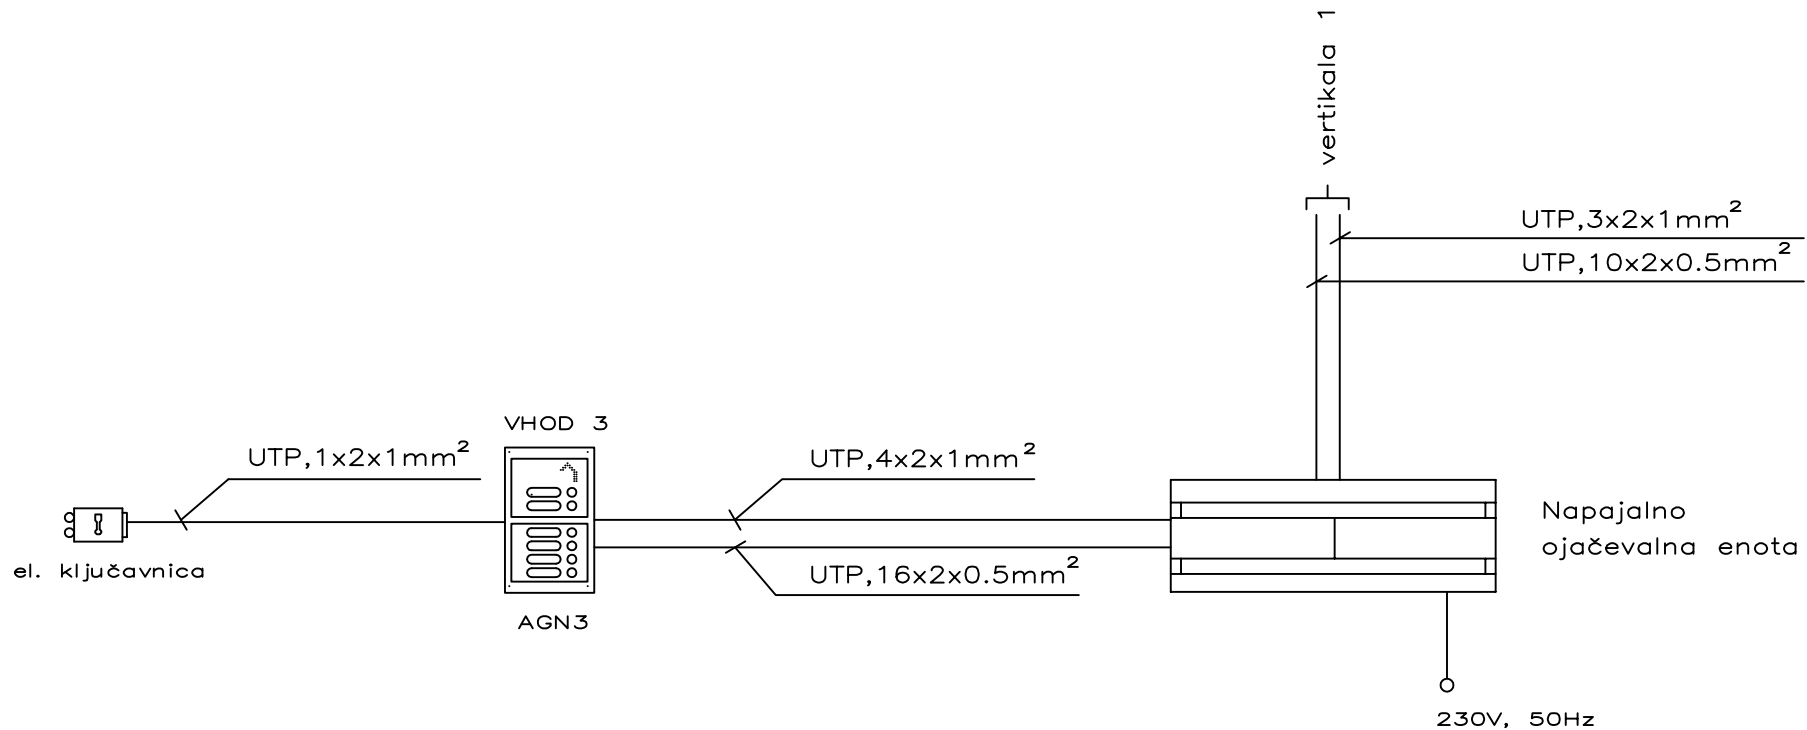 vertikala 1
UTP,3x2x1mm²
UTP,10x2x0.5mm²
VHOD 3
UTP,1x2x1mm²
UTP,4x2x1mm²
Napajalno
ojačevalna enota
el. ključavnica
UTP,16x2x0.5mm²
AGN3
230V, 50Hz